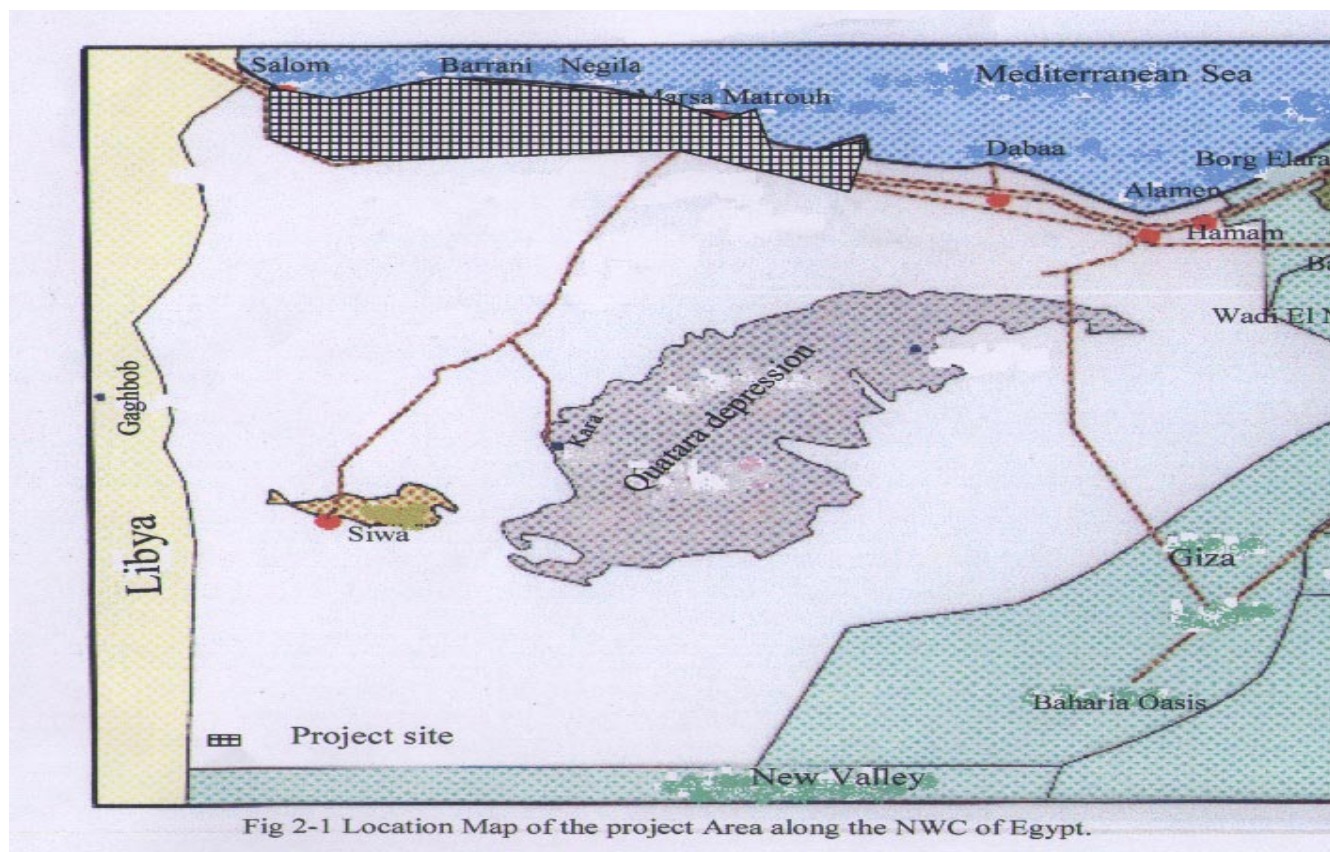 Salom
Barrani
Negila
Mediterranean Sea
Marsa Matrouh
Dabaa
Borg Elara
Alamen
Hamam
Ba
Wadi El N
Gaghbob
Quatara depression
Kara
Libya
Siwa
Giza
Baharia Oasis
Project site
New Valley
Fig 2-1 Location Map of the project Area along the NWC of Egypt.